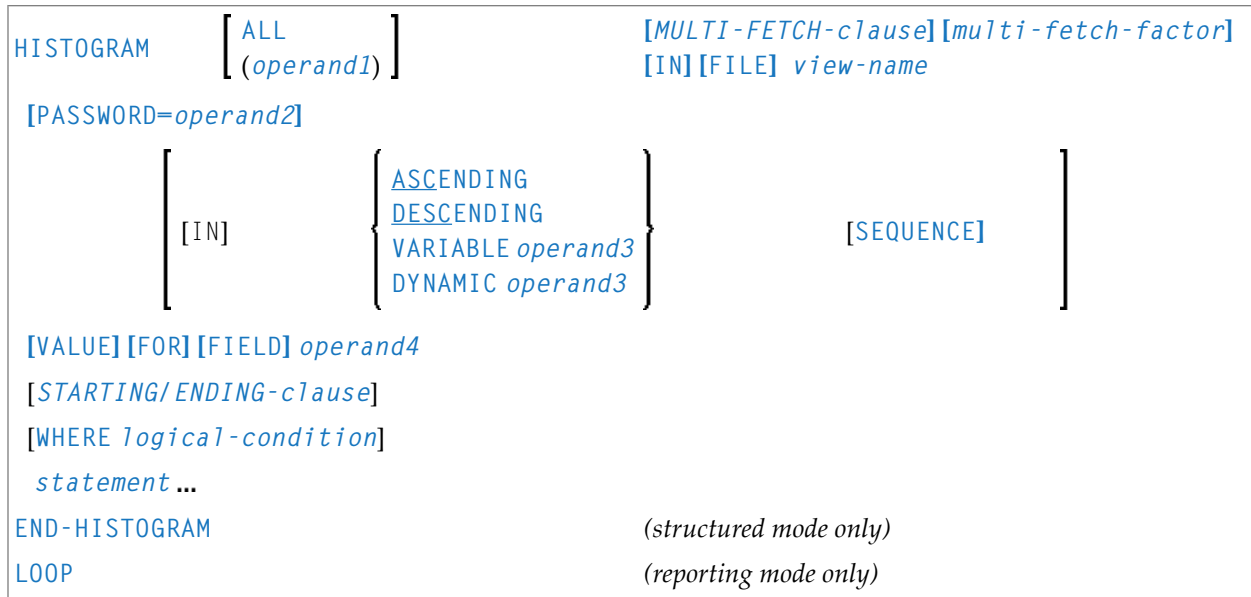 HISTOGRAM [ ALL [MULTI-FETCH-clause] [multi-fetch-factor]
(operand1) ] [IN] [FILE] view-name
[PASSWORD=operand2]
ASCENDING
DESCENDING
[IN] [SEQUENCE]
VARIABLE operand3
DYNAMIC operand3
[VALUE] [FOR] [FIELD] operand4
[STARTING/ENDING-clause]
[WHERE logical-condition]
statement ...
END-HISTOGRAM (structured mode only)
LOOP (reporting mode only)